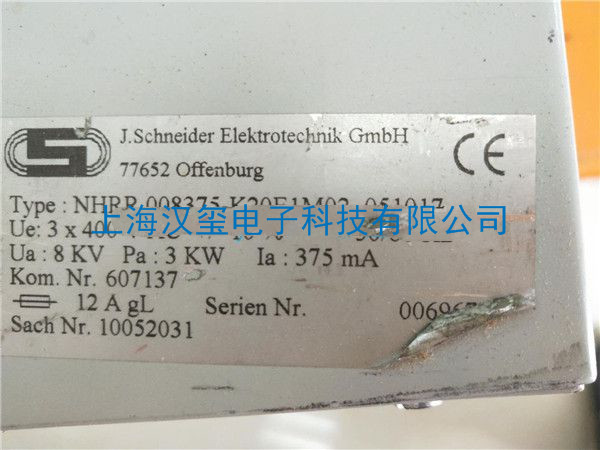 J.Schneider Elektrotechnik GmbH
CE
77652 Offenburg
Type : NHRR 008375-K20E1M02 -051017
上海汉玺电子科技有限公司
Ue: 3 x 400
Ua : 8 KV Pa : 3 KW Ia : 375 mA
Kom. Nr. 607137
12 A gL Serien Nr.
Sach Nr. 10052031